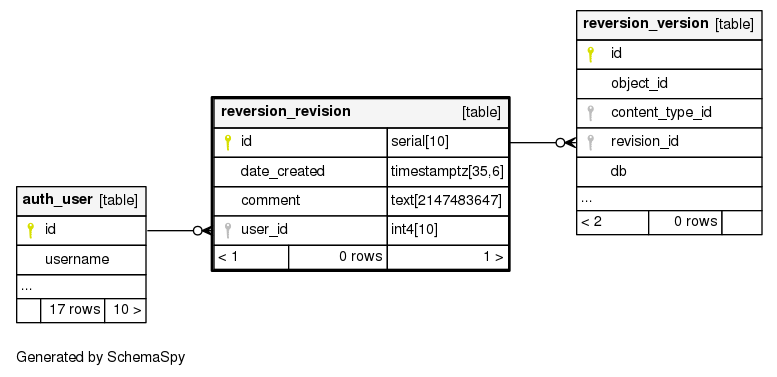 reversion_version [table]
id
object_id
content_type_id
revision_id
db
...
< 2 0 rows
reversion_revision [table]
id serial[10]
date_created timestamptz[35,6]
comment text[2147483647]
user_id int4[10]
< 1 0 rows 1 >
auth_user [table]
id
username
...
17 rows 10 >
Generated by SchemaSpy